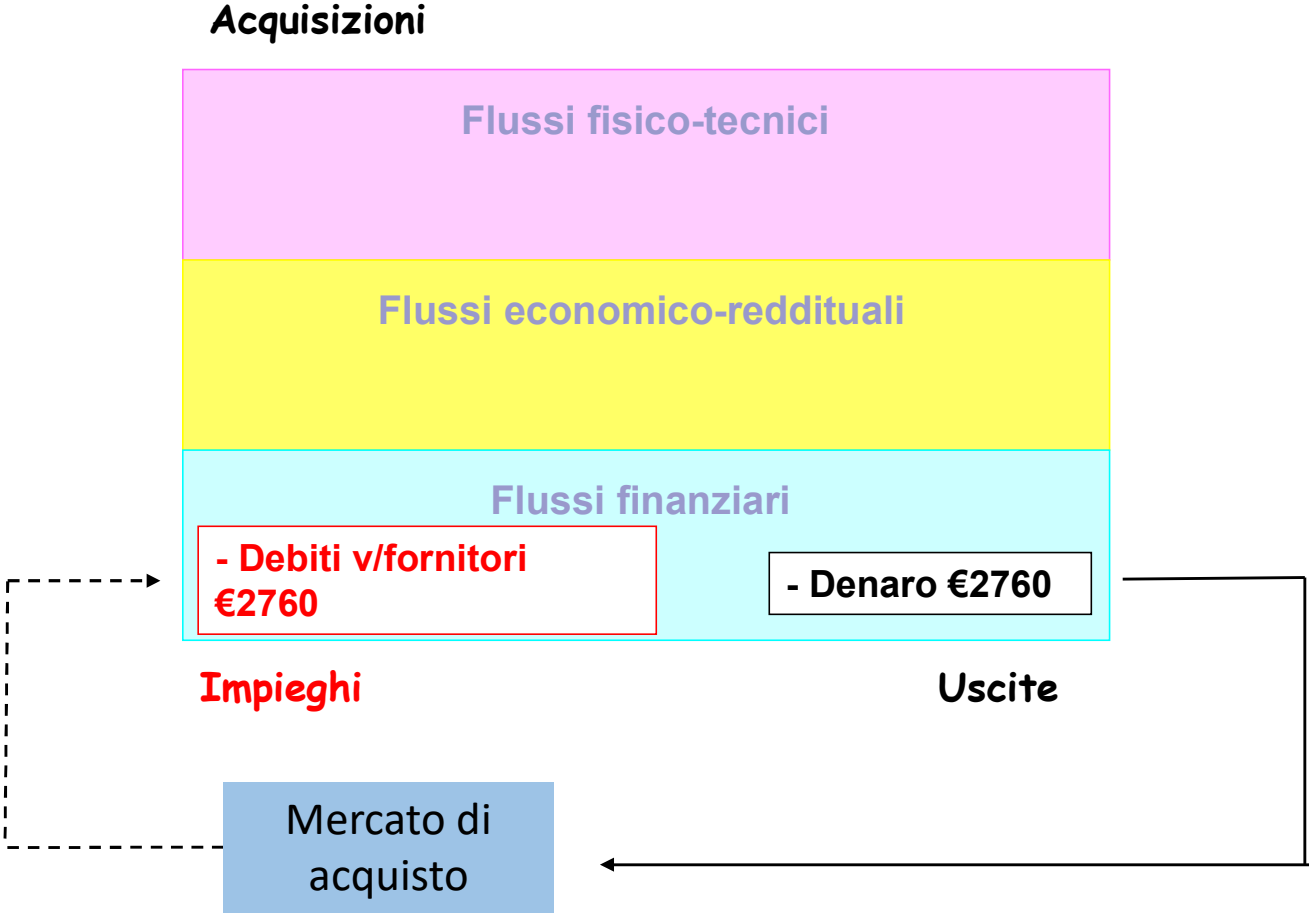 Acquisizioni
Flussi fisico-tecnici
Flussi economico-reddituali
Flussi finanziari
- Debiti v/fornitori
€2760
- Denaro €2760
Impieghi
Uscite
Mercato di
acquisto